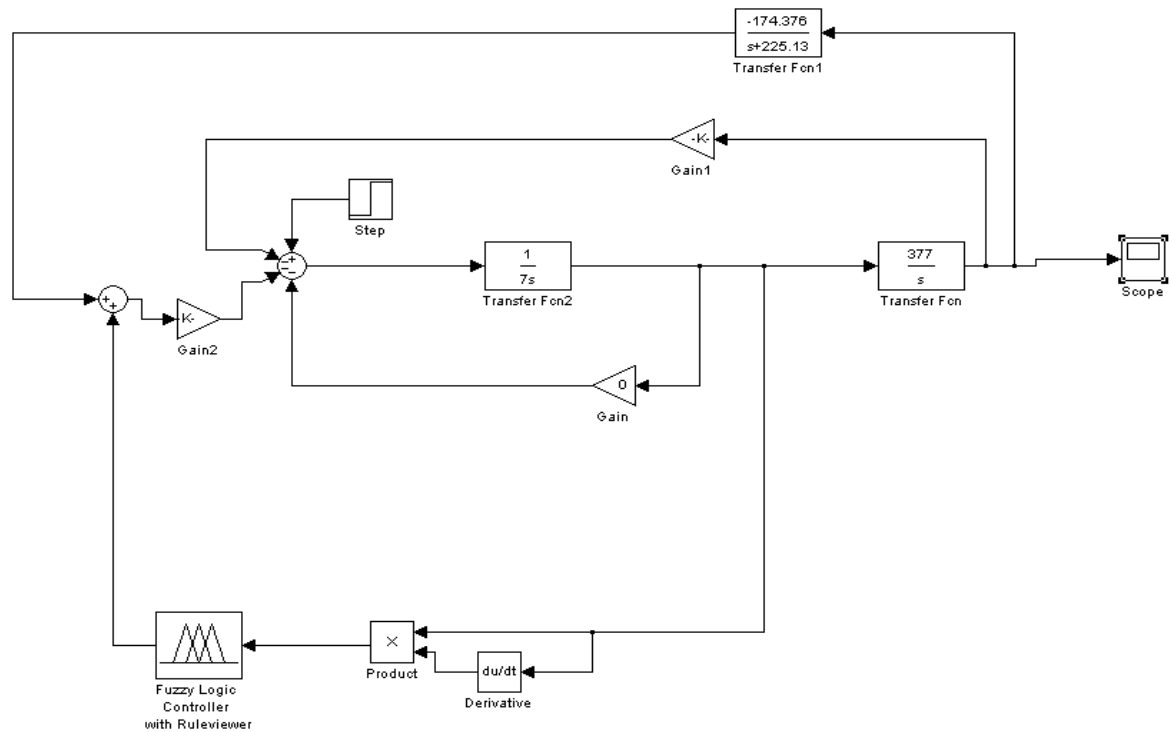 -174.376
s+225.13
Transfer Fcn1
-K-
Gain1
Step
1
7s
Transfer Fcn2
377
s
Transfer Fcn
Scope
K-
Gain2
0
Gain
×
Product
du/dt
Derivative
Fuzzy Logic
Controller
with Ruleviewer